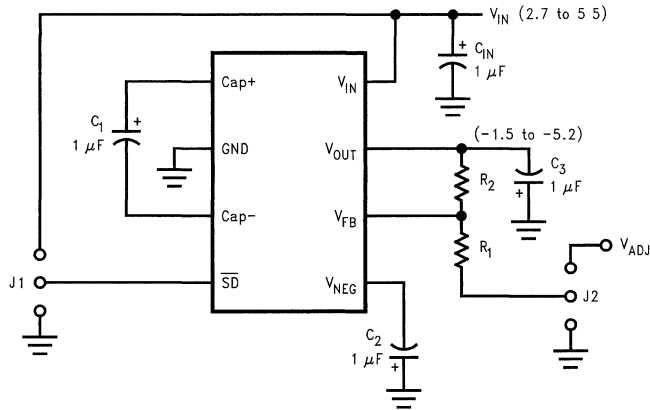 V_IN (2.7 to 5 5)
+
C_IN
1 μF
Cap+
V_IN
C_1
+
1 μF
GND
V_OUT
(−1.5 to −5.2)
R_2
C_3
1 μF
+
Cap−
V_FB
R_1
V_ADJ
J1
SD
V_NEG
J2
C_2
1 μF
+